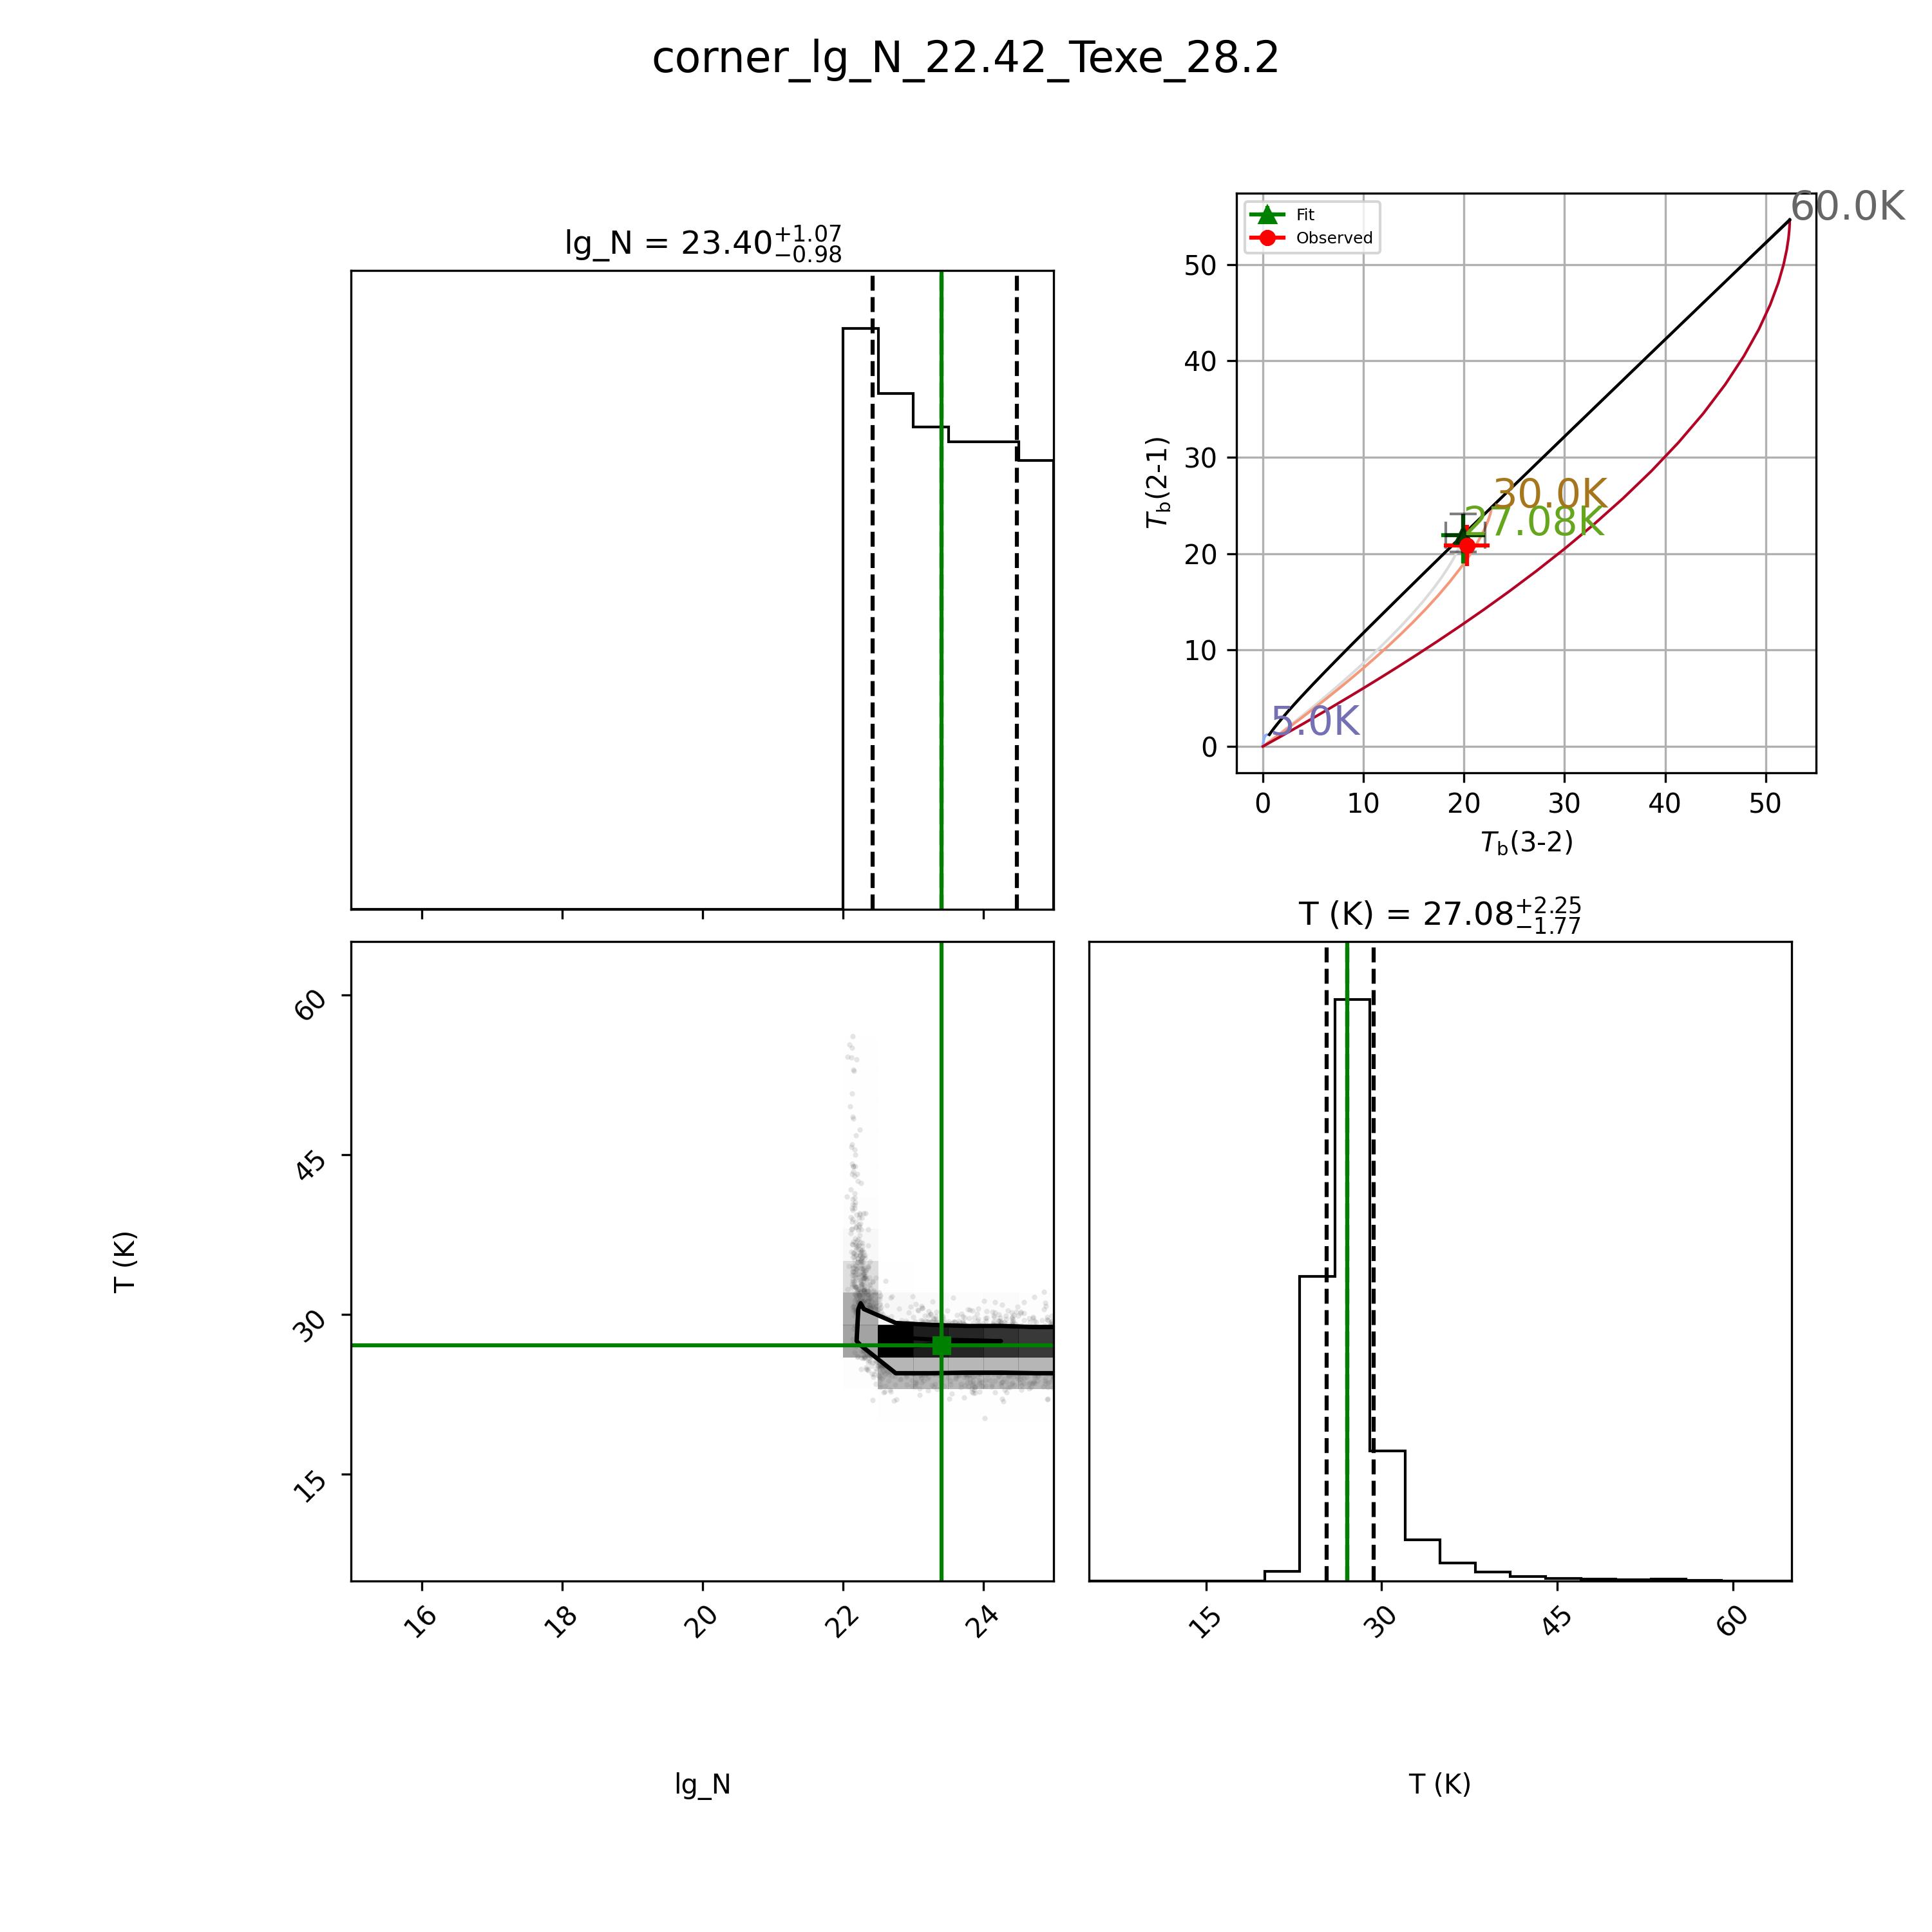 corner_lg_N_22.42_Texe_28.2
lg_N = 23.40+1.07−0.98
60.0K
Fit
Observed
50
40
30
20
10
0
30.0K
27.08K
5.0K
Tb(2-1)
0 10 20 30 40 50
Tb(3-2)
T (K) = 27.08+2.25−1.77
60
45
30
15
T (K)
16 18 20 22 24
15 30 45 60
lg_N
T (K)